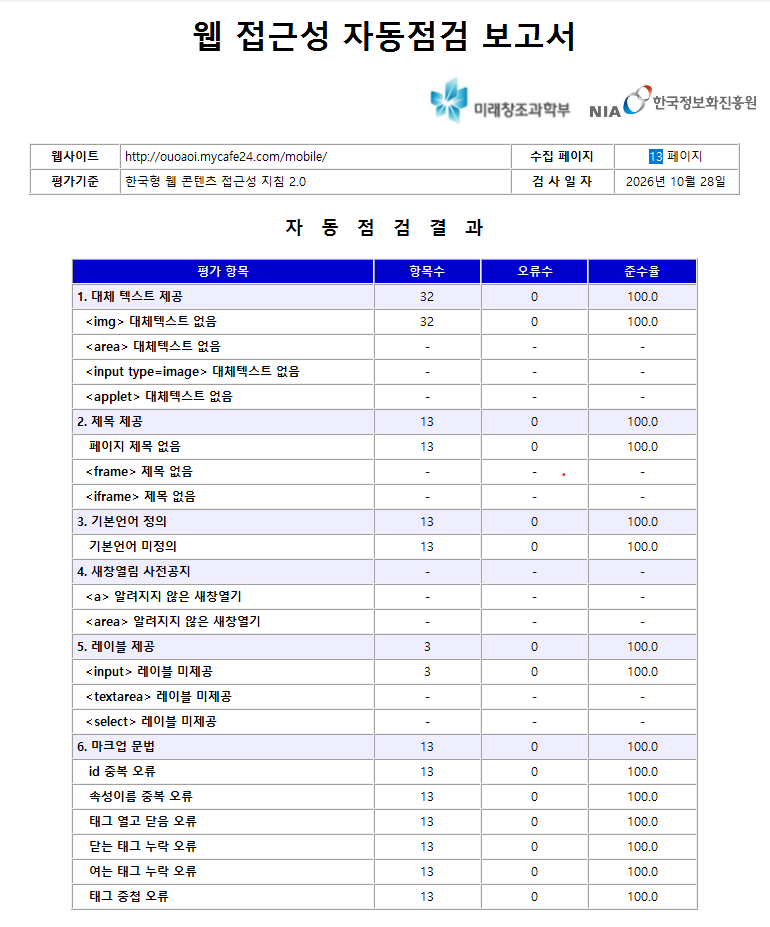 웹 접근성 자동점검 보고서
미래창조과학부 NIA 한국정보화진흥원
웹사이트 http://ouoaoi.mycafe24.com/mobile/ 수집 페이지 13 페이지
평가기준 한국형 웹 콘텐츠 접근성 지침 2.0 검 사 일 자 2026년 10월 28일
자 동 점 검 결 과
평가 항목 항목수 오류수 준수율
1. 대체 텍스트 제공 32 0 100.0
<img> 대체텍스트 없음 32 0 100.0
<area> 대체텍스트 없음 - - -
<input type=image> 대체텍스트 없음 - - -
<applet> 대체텍스트 없음 - - -
2. 제목 제공 13 0 100.0
페이지 제목 없음 13 0 100.0
<frame> 제목 없음 - - -
<iframe> 제목 없음 - - -
3. 기본언어 정의 13 0 100.0
기본언어 미정의 13 0 100.0
4. 새창열림 사전공지 - - -
<a> 알려지지 않은 새창열기 - - -
<area> 알려지지 않은 새창열기 - - -
5. 레이블 제공 3 0 100.0
<input> 레이블 미제공 3 0 100.0
<textarea> 레이블 미제공 - - -
<select> 레이블 미제공 - - -
6. 마크업 문법 13 0 100.0
id 중복 오류 13 0 100.0
속성이름 중복 오류 13 0 100.0
태그 열고 닫음 오류 13 0 100.0
닫는 태그 누락 오류 13 0 100.0
여는 태그 누락 오류 13 0 100.0
태그 중첩 오류 13 0 100.0